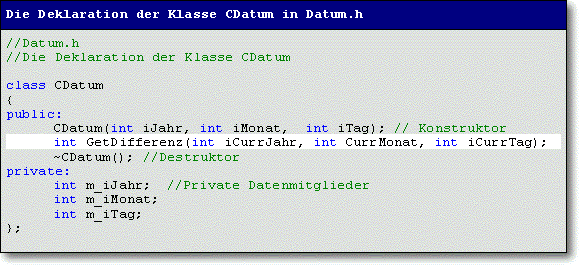 Die Deklaration der Klasse CDatum in Datum.h
//Datum.h
//Die Deklaration der Klasse CDatum
class CDatum
{
public:
CDatum(int iJahr, int iMonat, int iTag); // Konstruktor
int GetDifferenz(int iCurrJahr, int CurrMonat, int iCurrTag);
~CDatum(); //Destruktor
private:
int m_iJahr; //Private Datenmitglieder
int m_iMonat;
int m_iTag;
};